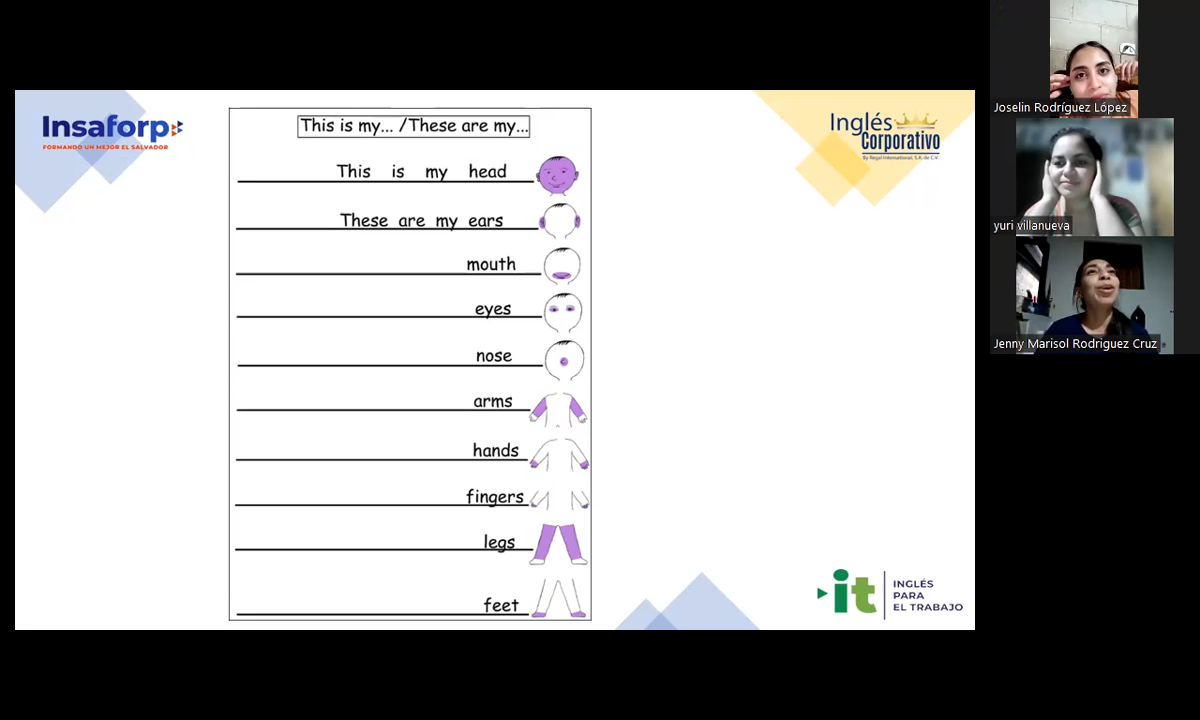 Insaforp
FORMANDO UN MEJOR EL SALVADOR
This is my... /These are my...
This is my head
These are my ears
mouth
eyes
nose
arms
hands
fingers
legs
feet
Inglés
Corporativo
By Regal International, S.A. de C.V.
it
INGLÉS
PARA
EL TRABAJO
Joselin Rodríguez López
yuri villanueva
Jenny Marisol Rodriguez Cruz